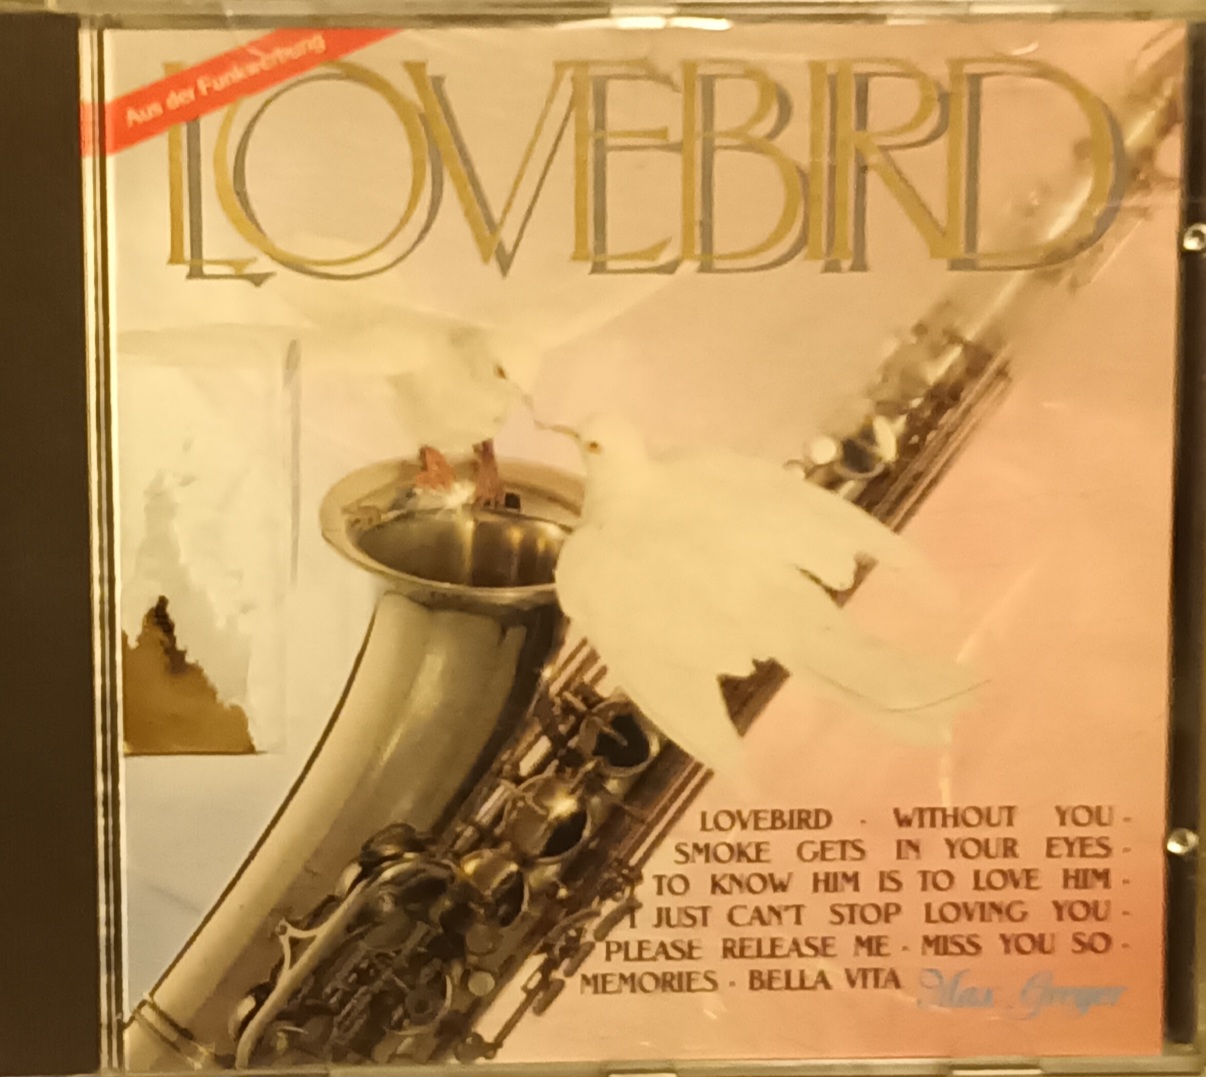 Aus der Funkwerbung
LOVEBIRD
LOVEBIRD - WITHOUT YOU -
SMOKE GETS IN YOUR EYES -
TO KNOW HIM IS TO LOVE HIM -
I JUST CAN'T STOP LOVING YOU -
PLEASE RELEASE ME - MISS YOU SO -
MEMORIES - BELLA VITA
Max Greger